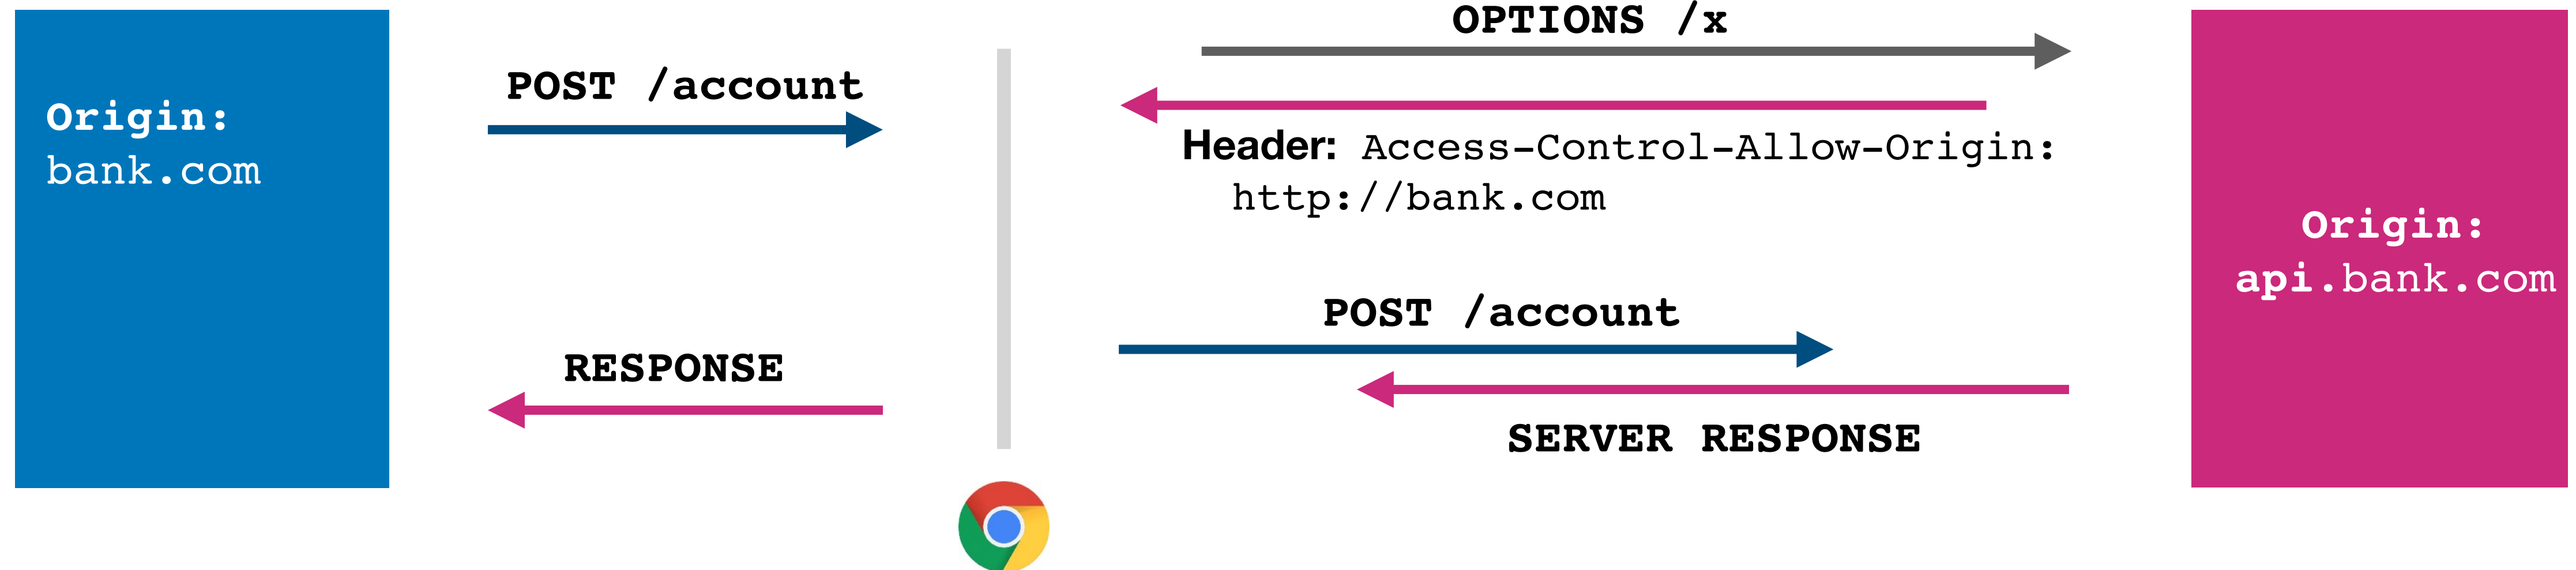 Origin:
bank.com
POST /account
RESPONSE
OPTIONS /x
Header: Access-Control-Allow-Origin:
http://bank.com
POST /account
SERVER RESPONSE
Origin:
api.bank.com